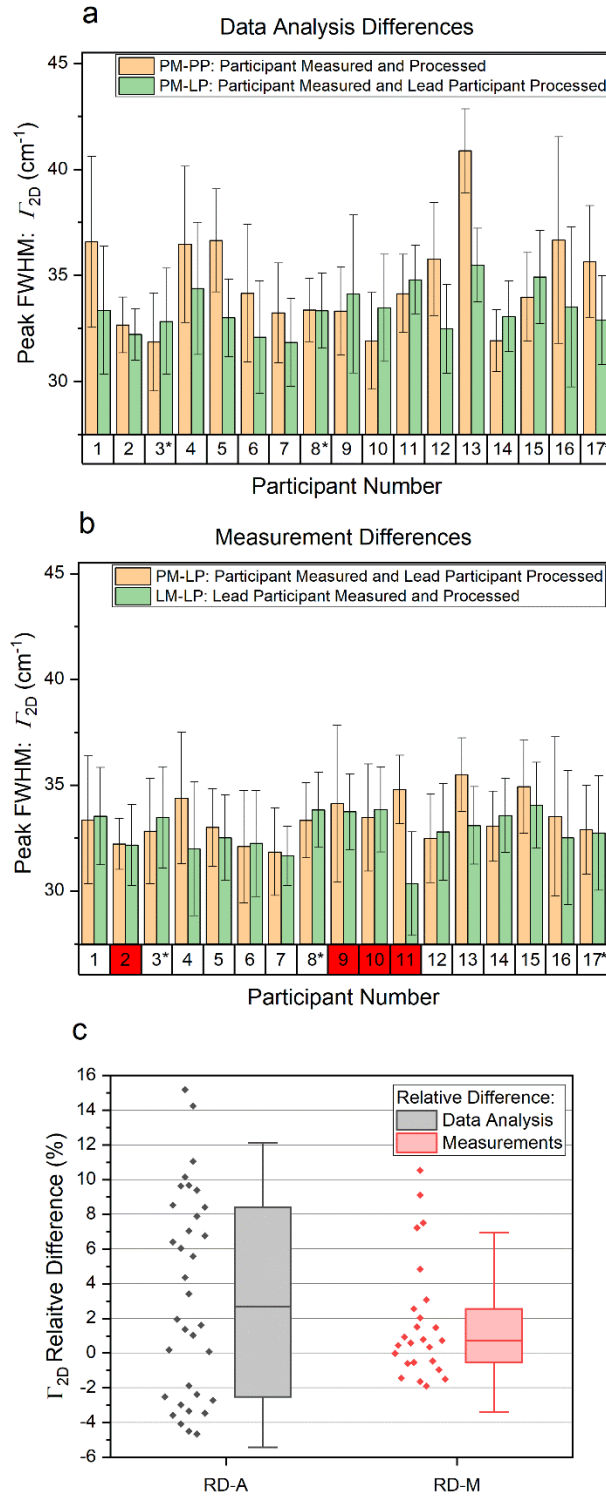 a
Data Analysis Differences
45
PM-PP: Participant Measured and Processed
PM-LP: Participant Measured and Lead Participant Processed
40
35
30
Peak FWHM: Γ2D (cm-1)
1 2 3* 4 5 6 7 8* 9 10 11 12 13 14 15 16 17*
Participant Number
b
Measurement Differences
45
PM-LP: Participant Measured and Lead Participant Processed
LM-LP: Lead Participant Measured and Processed
40
35
30
Peak FWHM: Γ2D (cm-1)
1 2 3* 4 5 6 7 8* 9 10 11 12 13 14 15 16 17*
Participant Number
c
16
14
12
10
8
6
4
2
0
-2
-4
-6
Γ2D Relaitve Difference (%)
Relative Difference:
Data Analysis
Measurements
RD-A RD-M